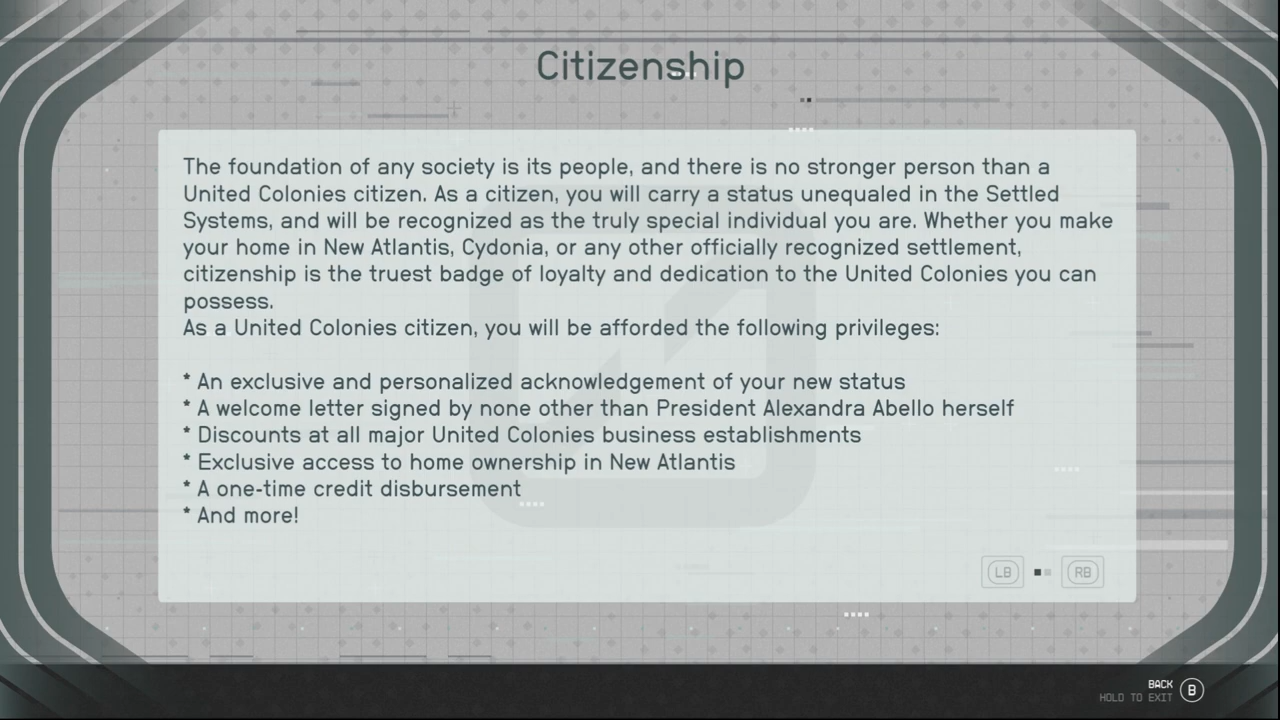 Citizenship
The foundation of any society is its people, and there is no stronger person than a
United Colonies citizen. As a citizen, you will carry a status unequaled in the Settled
Systems, and will be recognized as the truly special individual you are. Whether you make
your home in New Atlantis, Cydonia, or any other officially recognized settlement,
citizenship is the truest badge of loyalty and dedication to the United Colonies you can
possess.
As a United Colonies citizen, you will be afforded the following privileges:
* An exclusive and personalized acknowledgement of your new status
* A welcome letter signed by none other than President Alexandra Abello herself
* Discounts at all major United Colonies business establishments
* Exclusive access to home ownership in New Atlantis
* A one-time credit disbursement
* And more!
LB RB
BACK B
HOLD TO EXIT